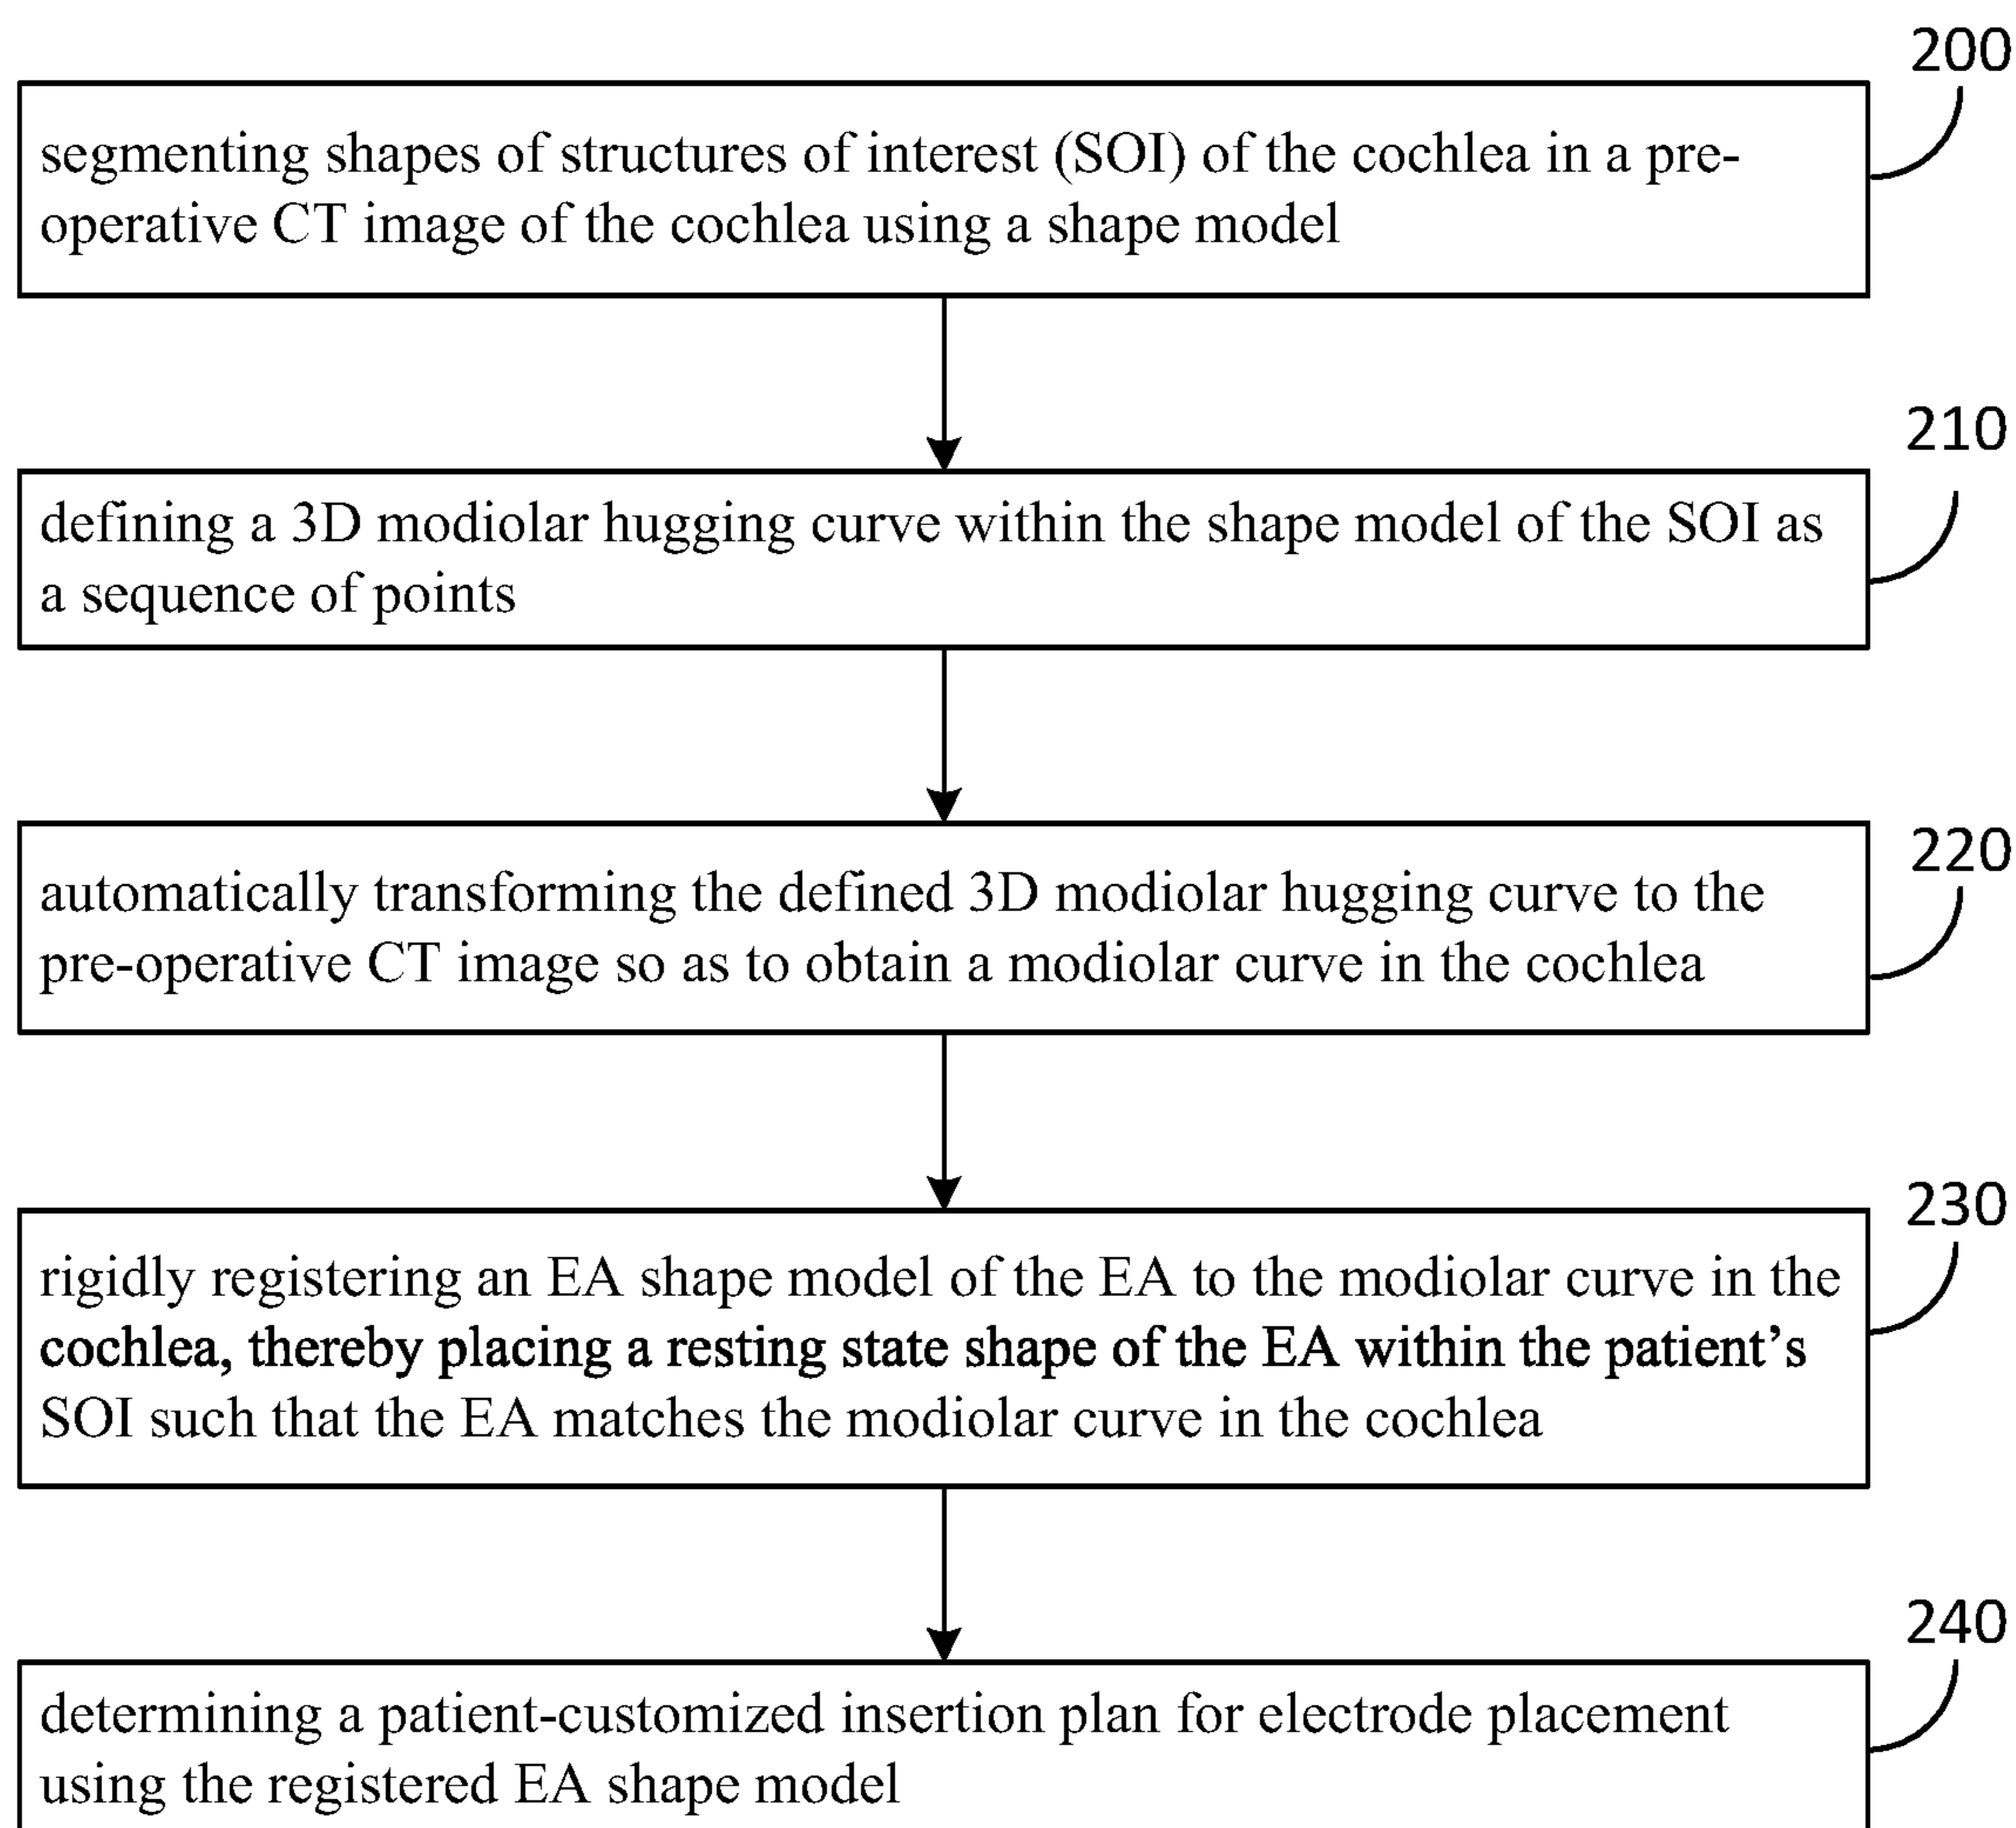 200
segmenting shapes of structures of interest (SOI) of the cochlea in a pre-
operative CT image of the cochlea using a shape model
210
defining a 3D modiolar hugging curve within the shape model of the SOI as
a sequence of points
220
automatically transforming the defined 3D modiolar hugging curve to the
pre-operative CT image so as to obtain a modiolar curve in the cochlea
230
rigidly registering an EA shape model of the EA to the modiolar curve in the
cochlea, thereby placing a resting state shape of the EA within the patient’s
SOI such that the EA matches the modiolar curve in the cochlea
240
determining a patient-customized insertion plan for electrode placement
using the registered EA shape model